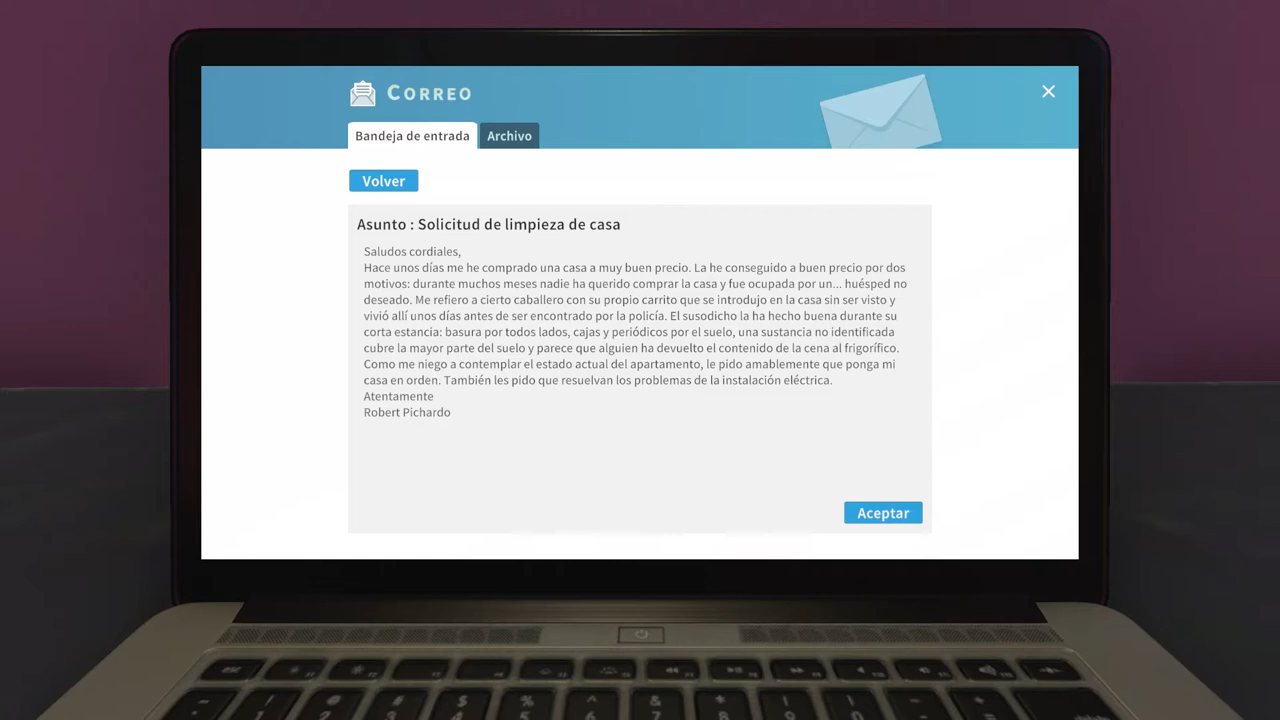 CORREO
Bandeja de entrada
Archivo
Volver
Asunto : Solicitud de limpieza de casa
Saludos cordiales,
Hace unos días me he comprado una casa a muy buen precio. La he conseguido a buen precio por dos
motivos: durante muchos meses nadie ha querido comprar la casa y fue ocupada por un... huésped no
deseado. Me refiero a cierto caballero con su propio carrito que se introdujo en la casa sin ser visto y
vivió allí unos días antes de ser encontrado por la policía. El susodicho la ha hecho buena durante su
corta estancia: basura por todos lados, cajas y periódicos por el suelo, una sustancia no identificada
cubre la mayor parte del suelo y parece que alguien ha devuelto el contenido de la cena al frigorífico.
Como me niego a contemplar el estado actual del apartamento, le pido amablemente que ponga mi
casa en orden. También les pido que resuelvan los problemas de la instalación eléctrica.
Atentamente
Robert Pichardo
Aceptar